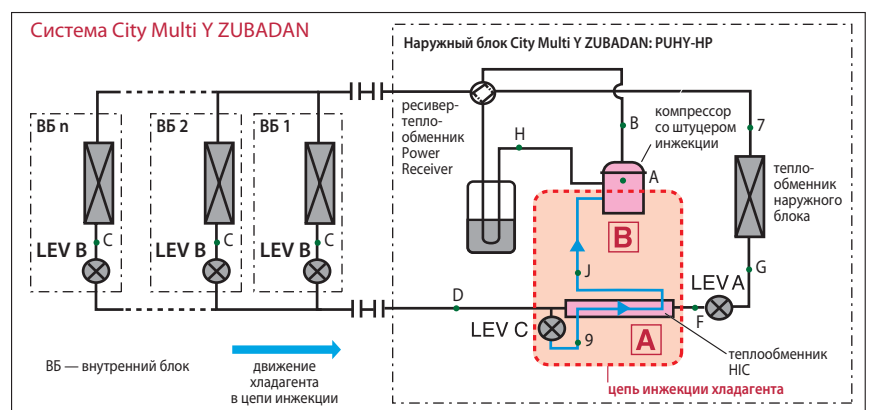 Система City Multi Y ZUBADAN
Наружный блок City Multi Y ZUBADAN: PUHY-HP
ВБ n
ВБ 2
ВБ 1
ресивер-
тепло-
обменник
Power
Receiver
H
B
компрессор
со штуцером
инжекции
A
7
тепло-
обменник
наружного
блока
C
C
C
LEV B
LEV B
LEV B
B
J
G
LEV A
D
F
LEV C
9
A
теплообменник
HIC
ВБ — внутренний блок
движение
хладагента
в цепи инжекции
цепь инжекции хладагента